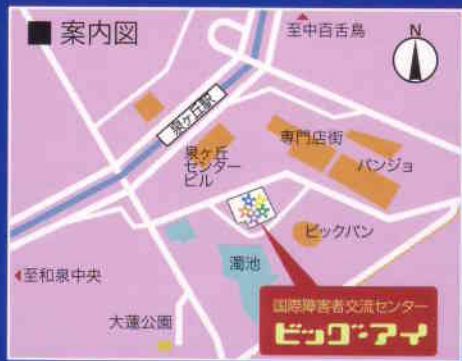 ■ 案内図
▲至中百舌鳥
N
泉ヶ丘駅
専門店街
泉ヶ丘
センター
ビル
パンジョ
ビックバン
◀至和泉中央
濁池
大蓮公園
国際障害者交流センター
ビッグ・アイ